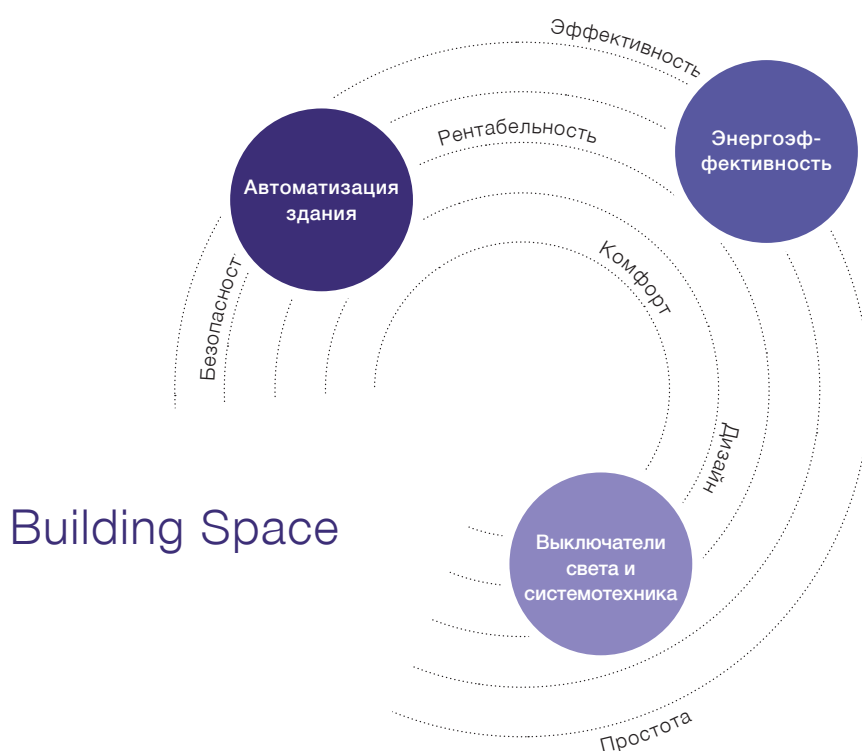 Эффективность
Рентабельность
Энергоэф-
фективность
Автоматизация
здания
Комфорт
Безопасност
Дизайн
Building Space
Выключатели
света и
системотехника
Простота